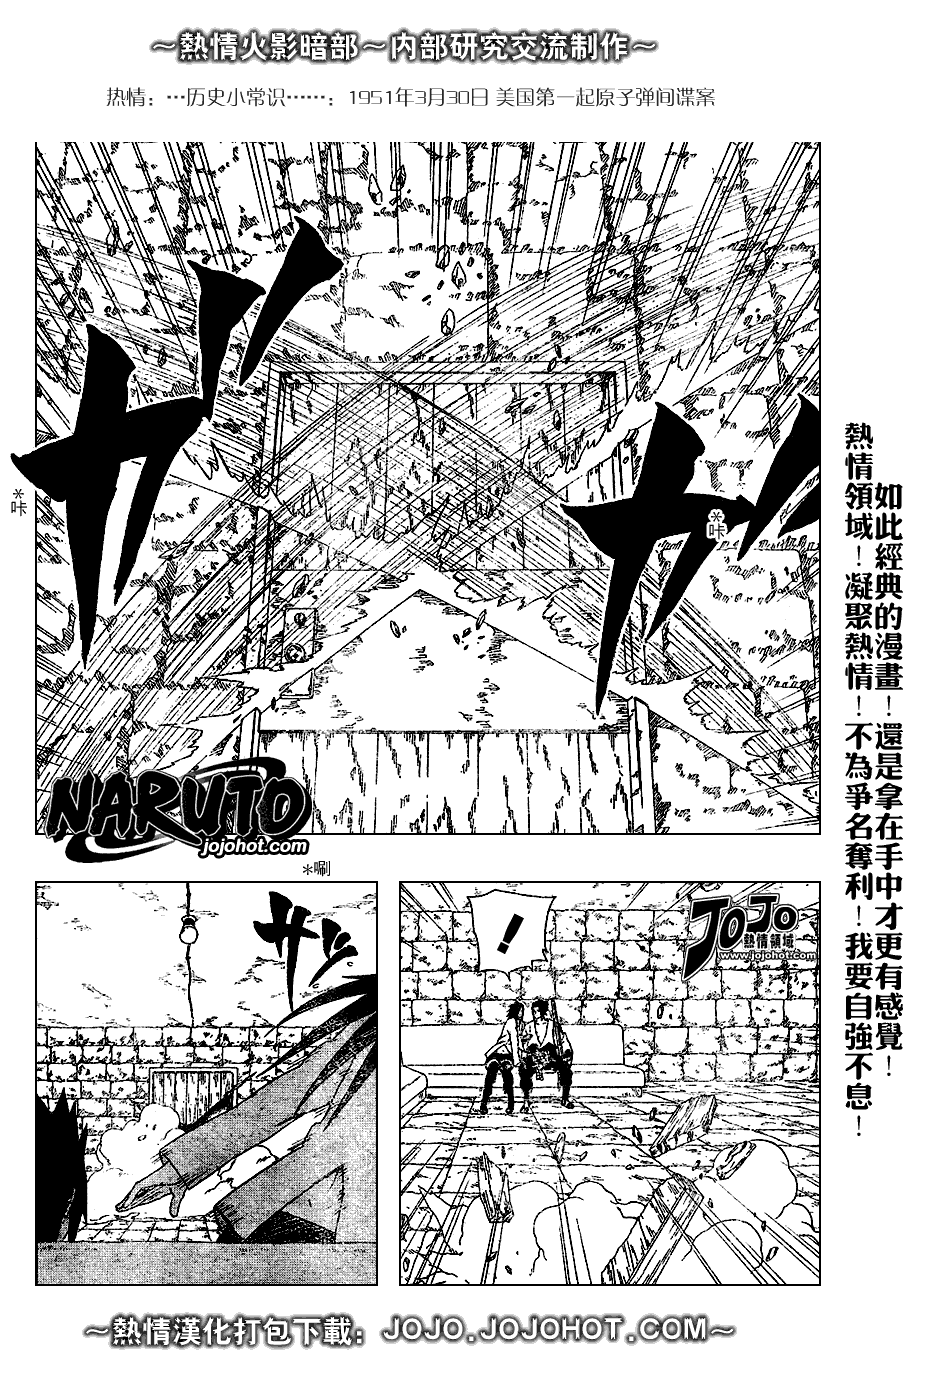 ~熱情火影暗部~内部研究交流制作~
热情：…历史小常识……：1951年3月30日 美国第一起原子弹间谍案
ガガッ
*咔
*咔
NARUTO
jojohot.com
*唰
ザッ
!
JOJO
熱情領域
www.jojohot.com
如此經典的漫畫！還是拿在手中才更有感覺！
熱情領域！凝聚熱情！不為爭名奪利！我要自強不息！
~熱情漢化打包下載：JOJO.JOJOHOT.COM~